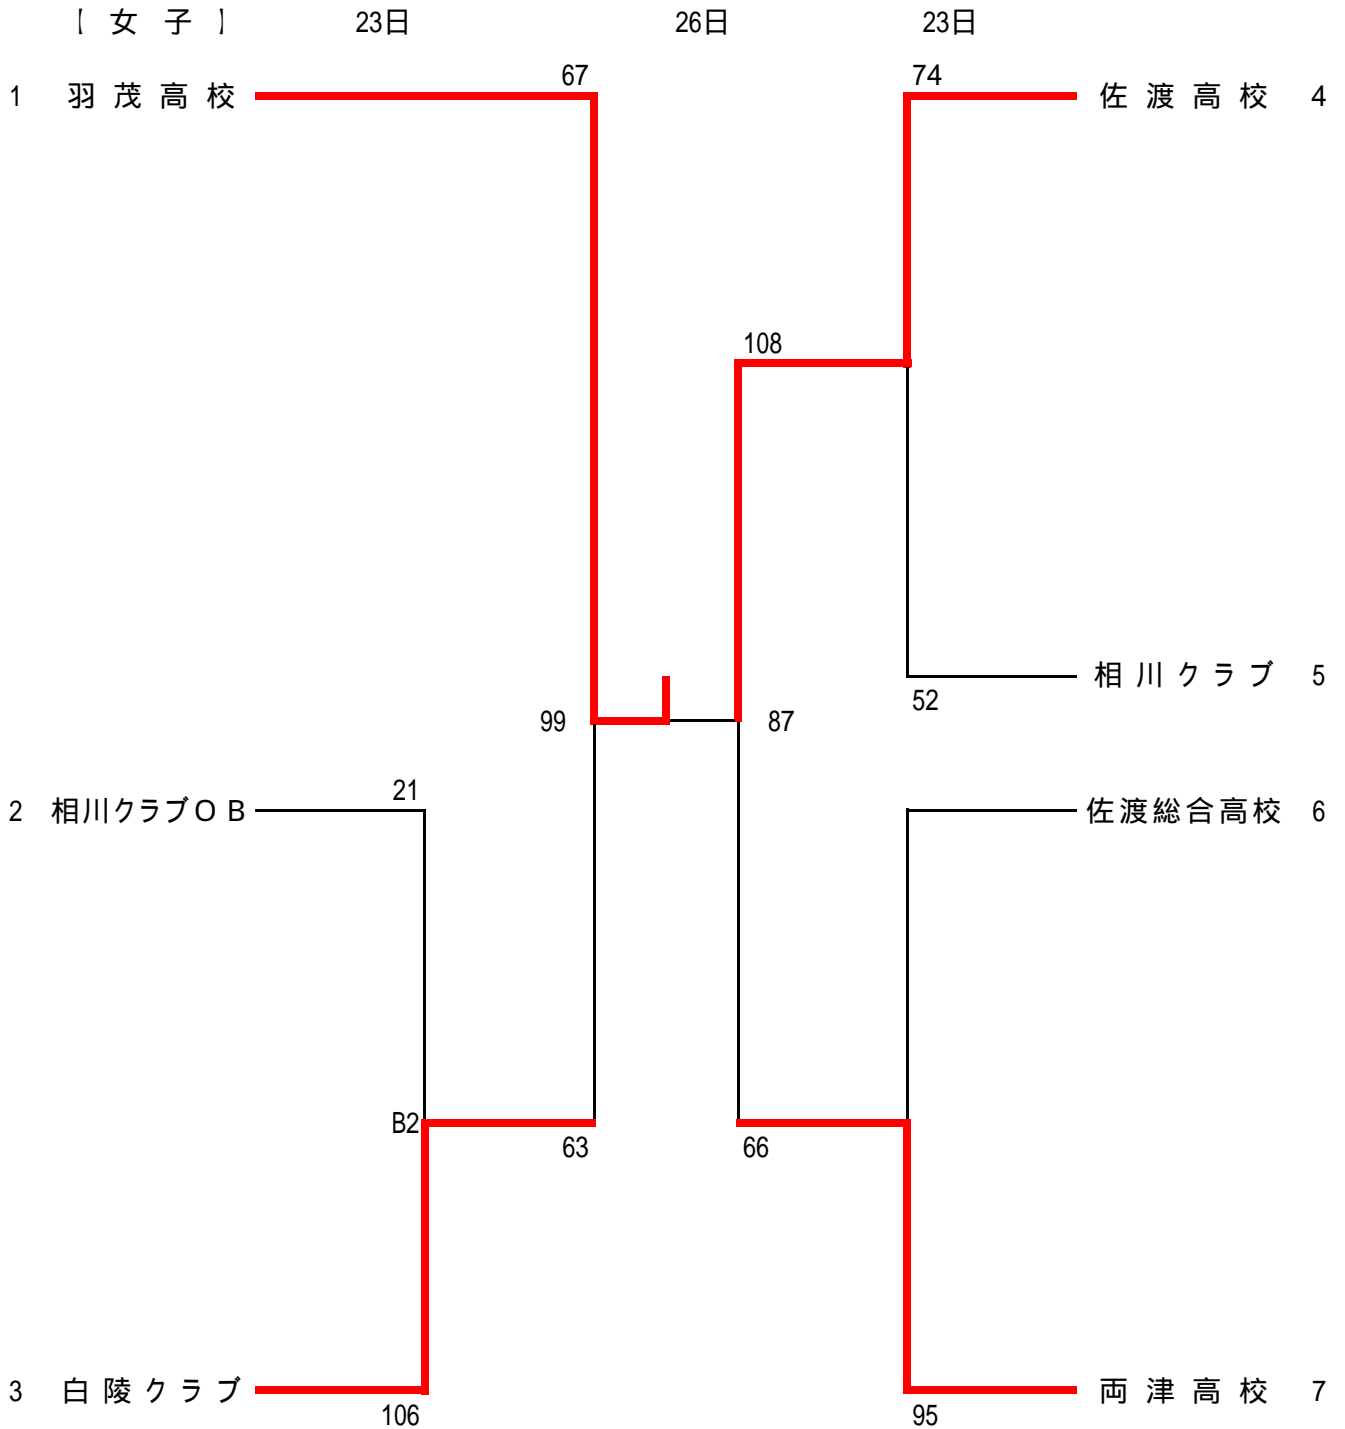 【 女 子 】 23日 26日 23日
67 74
1 羽 茂 高 校 佐 渡 高 校 4
108
相 川 ク ラ ブ 5
52
99 87
21
2 相川クラブＯＢ 佐渡総合高校 6
B2
63 66
3 白 陵 ク ラ ブ 両 津 高 校 7
106 95